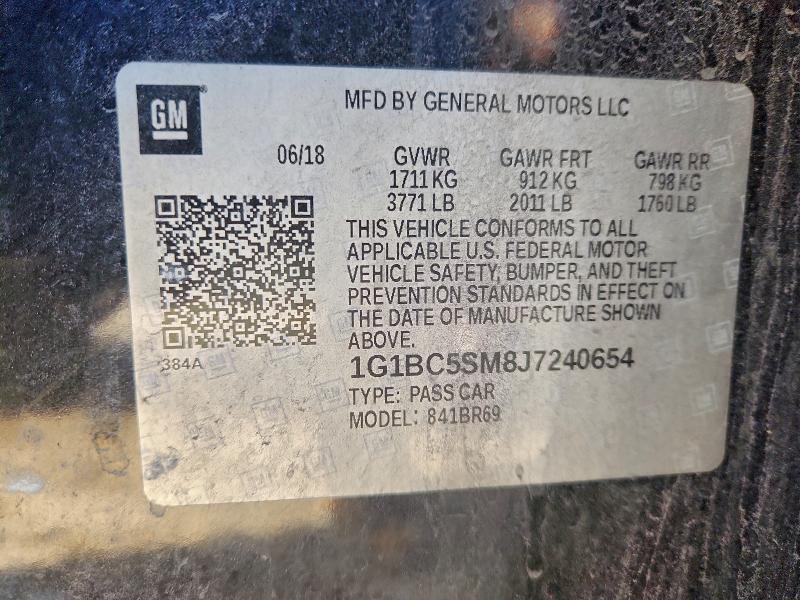 GM
MFD BY GENERAL MOTORS LLC
06/18 GVWR GAWR FRT GAWR RR
1711 KG 912 KG 798 KG
3771 LB 2011 LB 1760 LB
THIS VEHICLE CONFORMS TO ALL
APPLICABLE U.S. FEDERAL MOTOR
VEHICLE SAFETY, BUMPER, AND THEFT
PREVENTION STANDARDS IN EFFECT ON
THE DATE OF MANUFACTURE SHOWN
ABOVE.
384A
1G1BC5SM8J7240654
TYPE: PASS CAR
MODEL: 841BR69